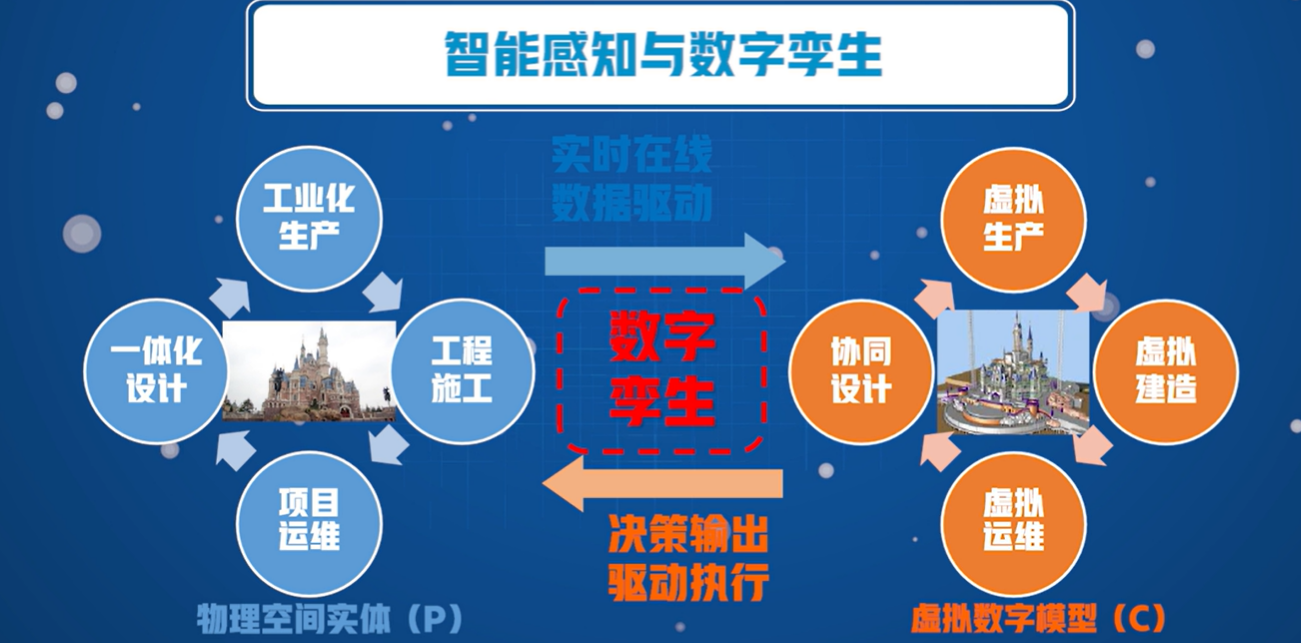 智能感知与数字孪生
实时在线
数据驱动
工业化
生产
一体化
设计
工程
施工
项目
运维
物理空间实体（P）
数字
孪生
决策输出
驱动执行
虚拟
生产
协同
设计
虚拟
建造
虚拟
运维
虚拟数字模型（C）